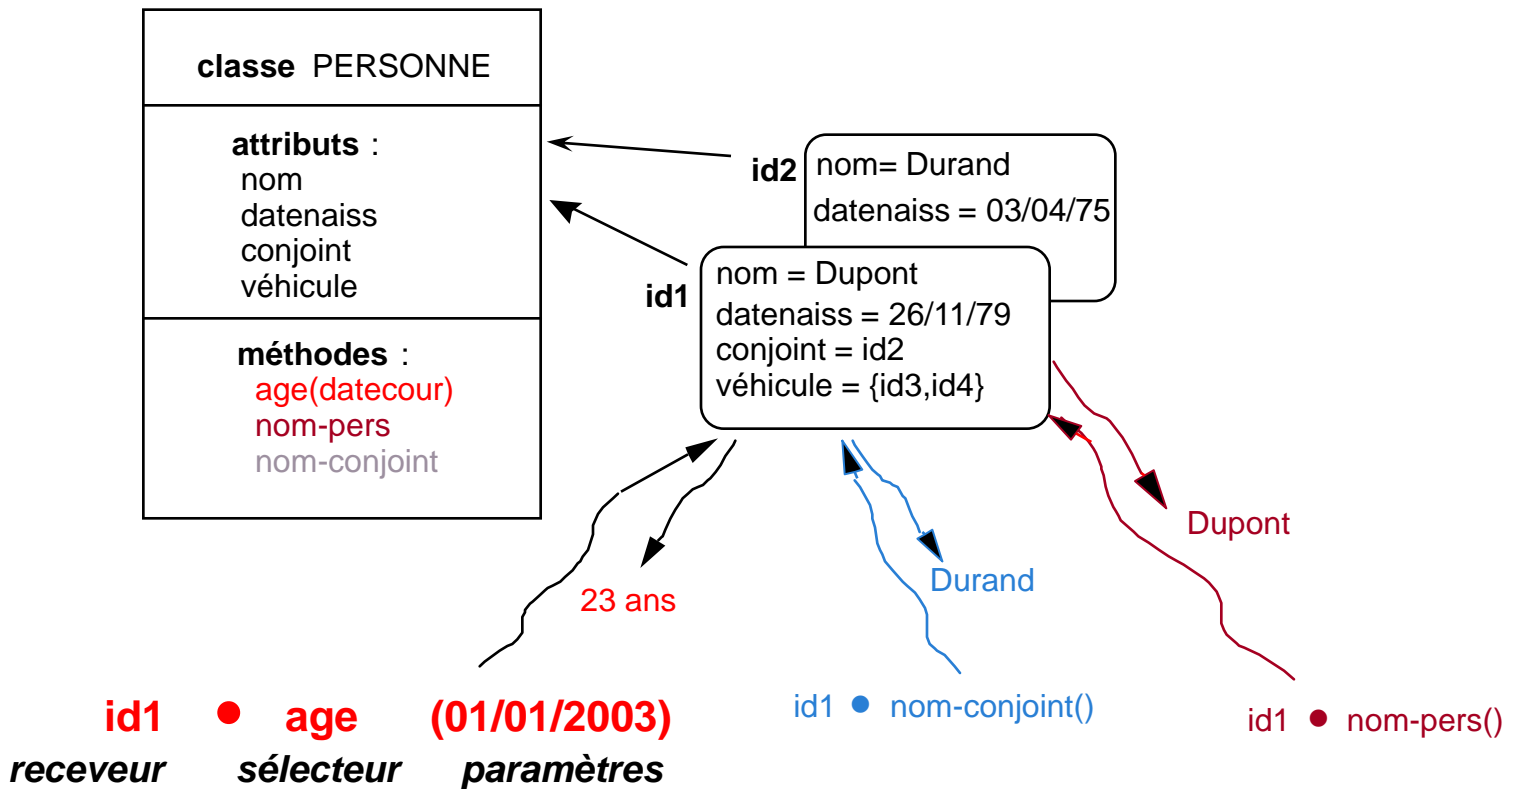 classe PERSONNE
attributs :
nom
datenaiss
conjoint
véhicule
méthodes :
age(datecour)
nom-pers
nom-conjoint
id2
nom= Durand
datenaiss = 03/04/75
id1
nom = Dupont
datenaiss = 26/11/79
conjoint = id2
véhicule = {id3,id4}
23 ans
Durand
Dupont
id1 • age (01/01/2003)
receveur sélecteur paramètres
id1 • nom-conjoint()
id1 • nom-pers()